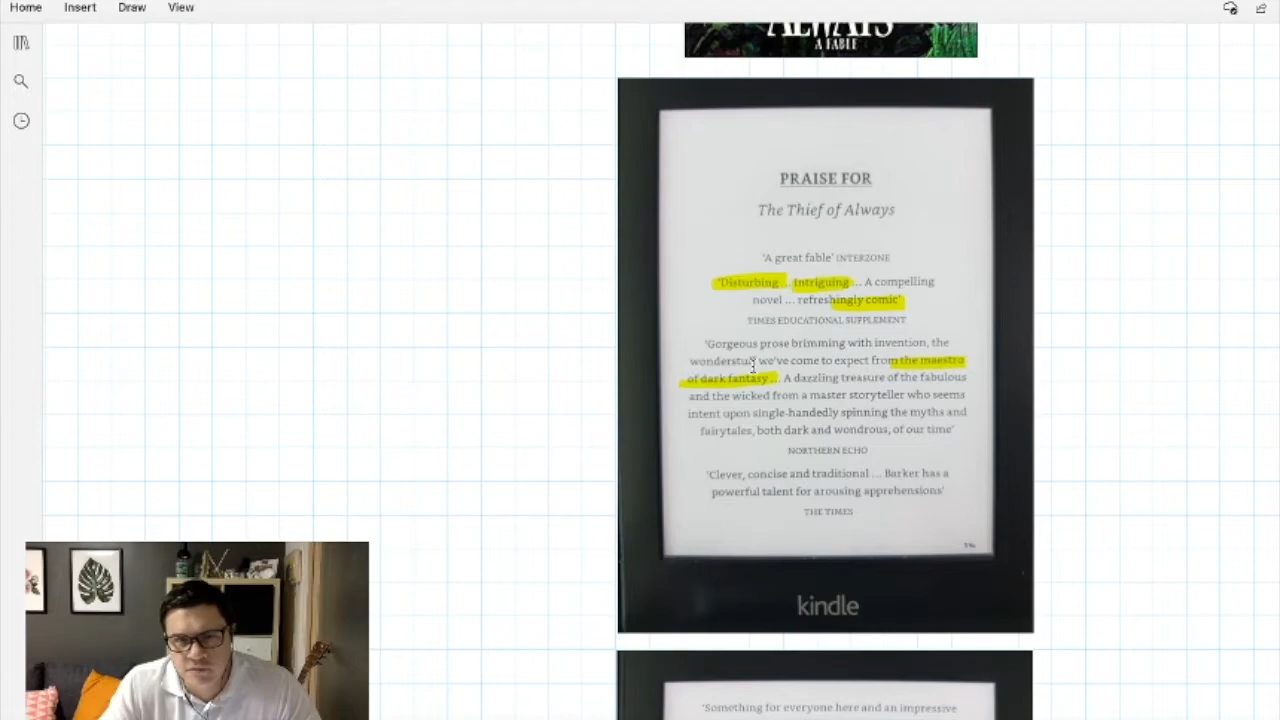 Home Insert Draw View
ALWAYS
A FABLE
PRAISE FOR
The Thief of Always
'A great fable' INTERZONE
'Disturbing ... Intriguing ... A compelling
novel ... refreshingly comic'
TIMES EDUCATIONAL SUPPLEMENT
'Gorgeous prose brimming with invention, the
wonderstuff we've come to expect from the maestro
of dark fantasy ... A dazzling treasure of the fabulous
and the wicked from a master storyteller who seems
intent upon single-handedly spinning the myths and
fairytales, both dark and wondrous, of our time'
NORTHERN ECHO
'Clever, concise and traditional ... Barker has a
powerful talent for arousing apprehensions'
THE TIMES
kindle
'Something for everyone here and an impressive